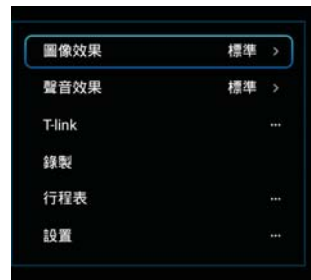 圖像效果 標準 >
聲音效果 標準 >
T-link ...
錄製
行程表 ...
設置 ...